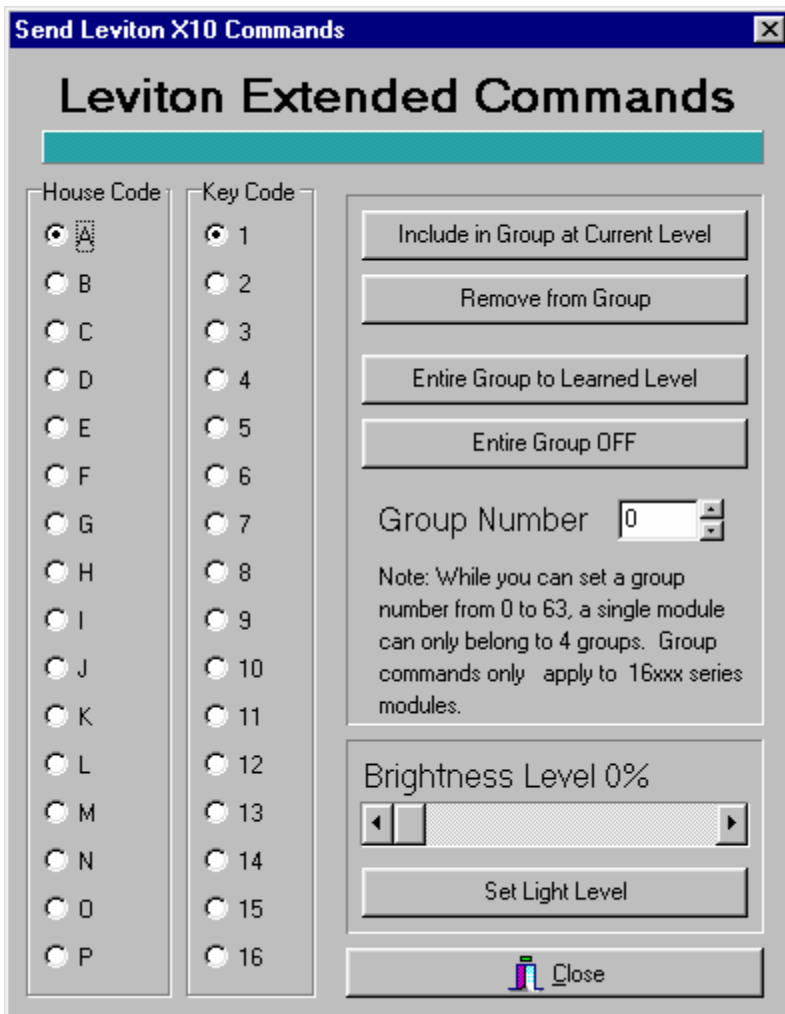 Send Leviton X10 Commands
Leviton Extended Commands
House Code
A
B
C
D
E
F
G
H
I
J
K
L
M
N
O
P
Key Code
1
2
3
4
5
6
7
8
9
10
11
12
13
14
15
16
Include in Group at Current Level
Remove from Group
Entire Group to Learned Level
Entire Group OFF
Group Number 0
Note: While you can set a group
number from 0 to 63, a single module
can only belong to 4 groups. Group
commands only apply to 16xxx series
modules.
Brightness Level 0%
Set Light Level
Close